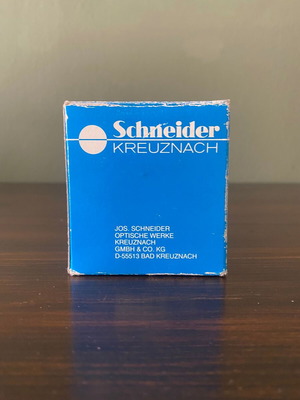 Schneider
KREUZNACH
JOS. SCHNEIDER
OPTISCHE WERKE
KREUZNACH
GMBH & CO. KG
D-55513 BAD KREUZNACH